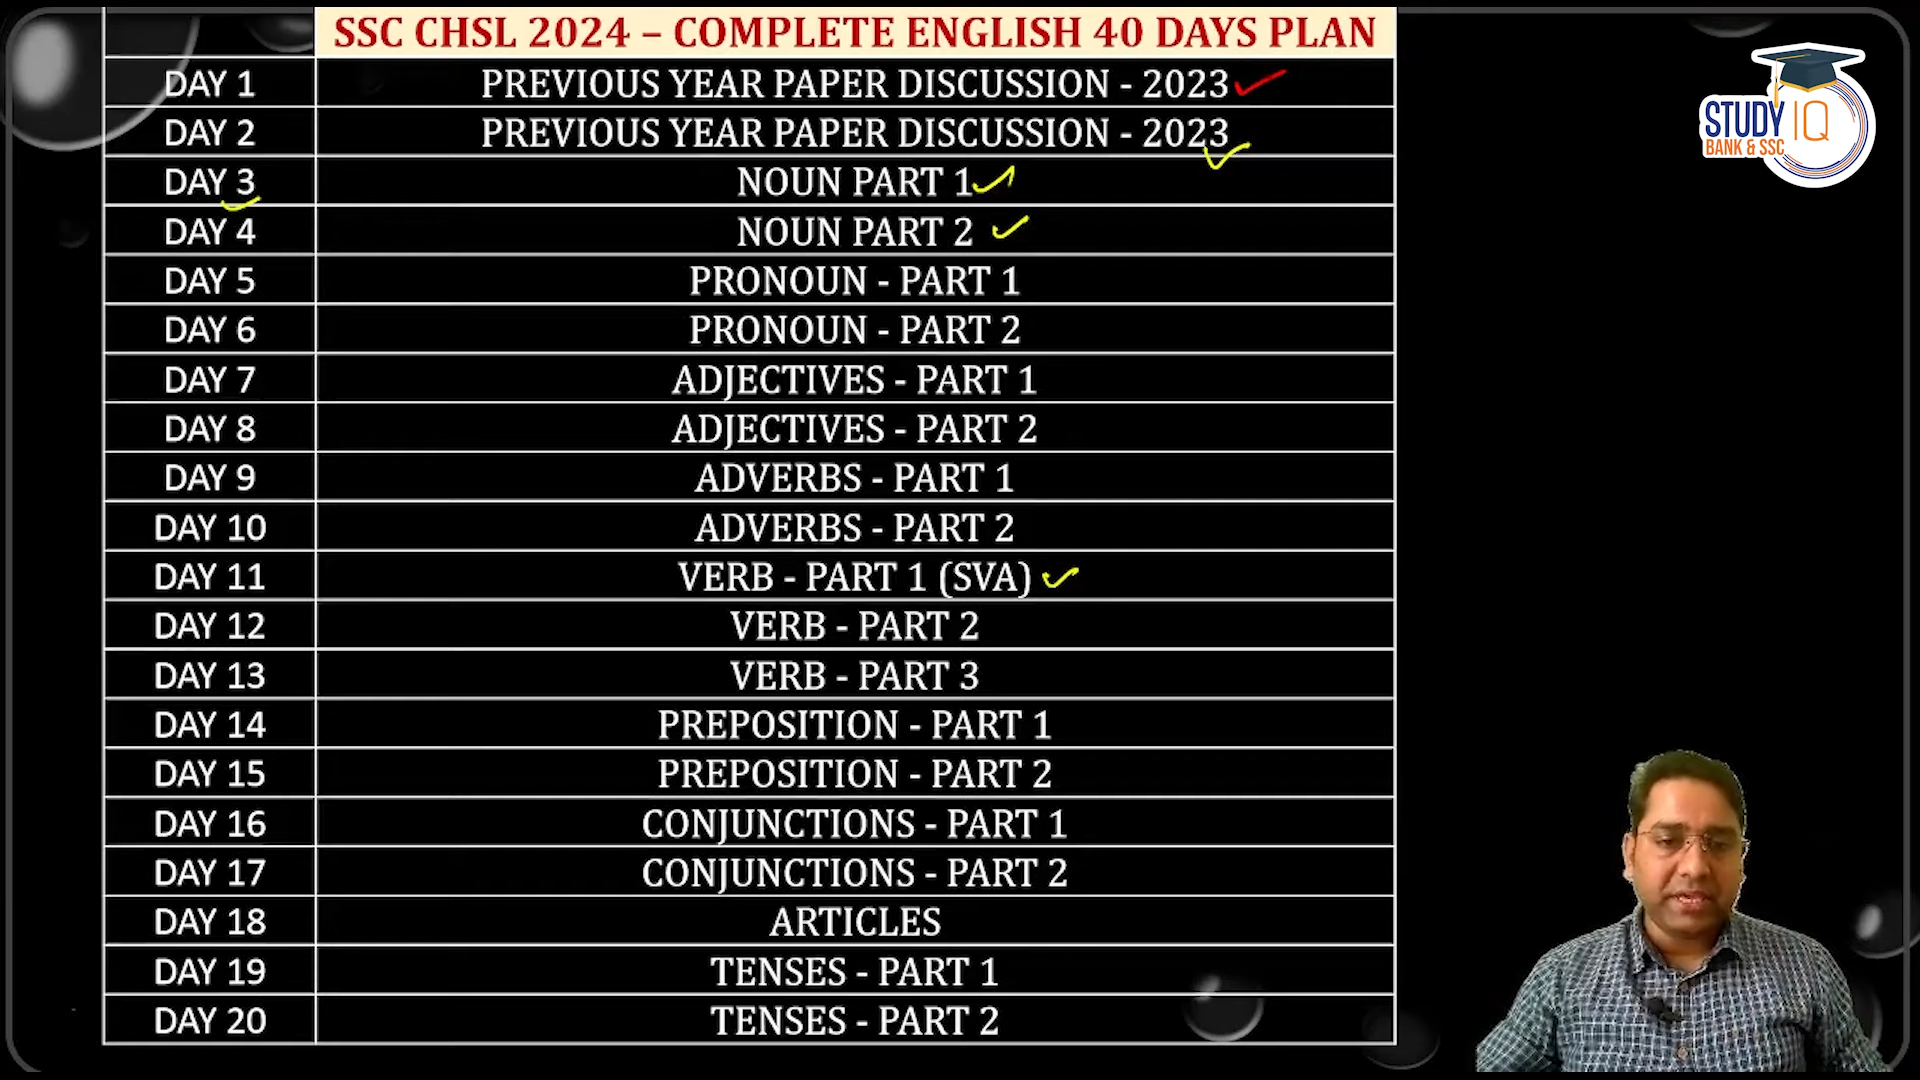 SSC CHSL 2024 – COMPLETE ENGLISH 40 DAYS PLAN
DAY 1 PREVIOUS YEAR PAPER DISCUSSION - 2023
DAY 2 PREVIOUS YEAR PAPER DISCUSSION - 2023
DAY 3 NOUN PART 1
DAY 4 NOUN PART 2
DAY 5 PRONOUN - PART 1
DAY 6 PRONOUN - PART 2
DAY 7 ADJECTIVES - PART 1
DAY 8 ADJECTIVES - PART 2
DAY 9 ADVERBS - PART 1
DAY 10 ADVERBS - PART 2
DAY 11 VERB - PART 1 (SVA)
DAY 12 VERB - PART 2
DAY 13 VERB - PART 3
DAY 14 PREPOSITION - PART 1
DAY 15 PREPOSITION - PART 2
DAY 16 CONJUNCTIONS - PART 1
DAY 17 CONJUNCTIONS - PART 2
DAY 18 ARTICLES
DAY 19 TENSES - PART 1
DAY 20 TENSES - PART 2
STUDY IQ
BANK & SSC